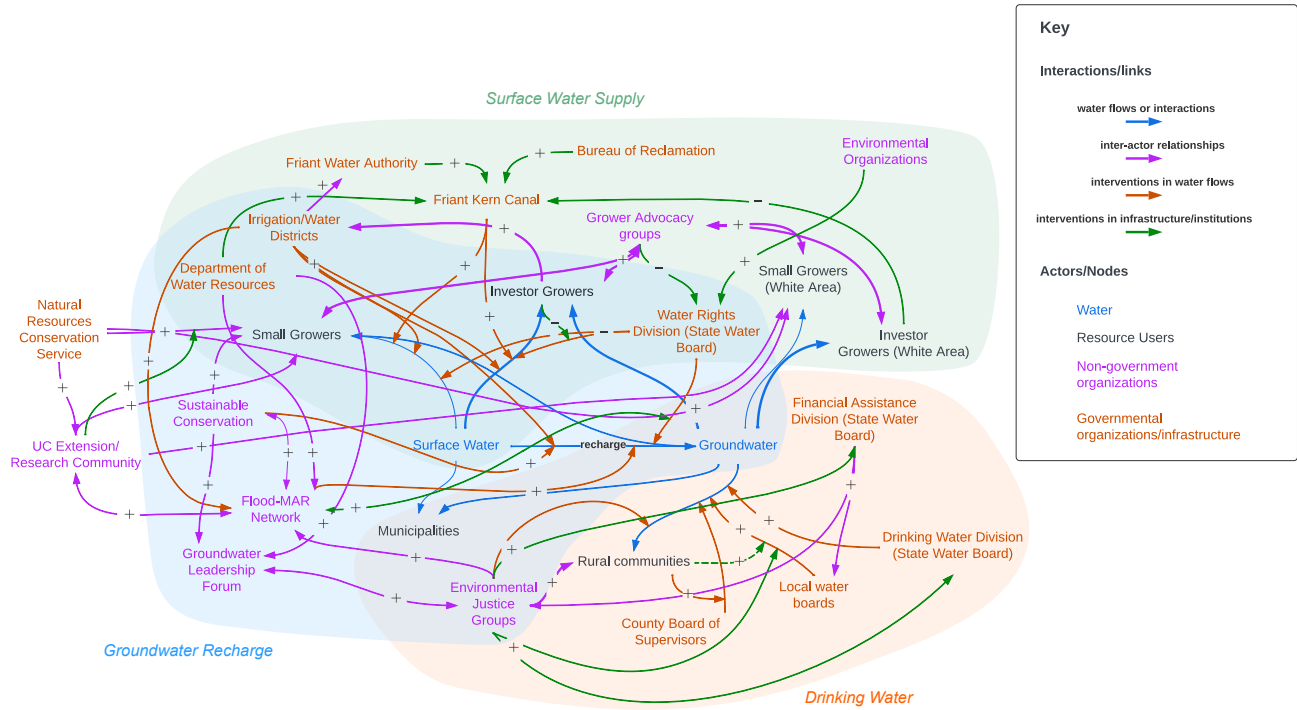 Key
Interactions/links
water flows or interactions
inter-actor relationships
interventions in water flows
interventions in infrastructure/institutions
Actors/Nodes
Water
Resource Users
Non-government
organizations
Governmental
organizations/infrastructure
Surface Water Supply
Friant Water Authority
Bureau of Reclamation
Environmental
Organizations
Friant Kern Canal
Irrigation/Water
Districts
Grower Advocacy
groups
Department of
Water Resources
Small Growers
(White Area)
Investor Growers
Natural
Resources
Conservation
Service
Small Growers
Water Rights
Division (State Water
Board)
Investor
Growers (White Area)
Sustainable
Conservation
Financial Assistance
Division (State Water
Board)
UC Extension/
Research Community
Surface Water
recharge
Groundwater
Flood-MAR
Network
Municipalities
Drinking Water Division
(State Water Board)
Groundwater
Leadership
Forum
Rural communities
Environmental
Justice
Groups
Local water
boards
County Board of
Supervisors
Groundwater Recharge
Drinking Water